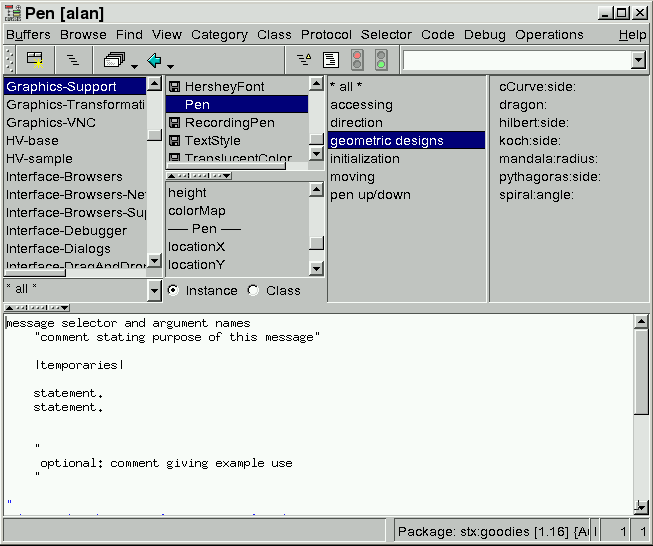 Pen [alan]
Buffers Browse Find View Category Class Protocol Selector Code Debug Operations Help
Graphics-Support
Graphics-Transformati
Graphics-VNC
HV-base
HV-sample
Interface-Browsers
Interface-Browsers-Ne
Interface-Browsers-Su
Interface-Debugger
Interface-Dialogs
Interface-DragAndDro
* all *
HersheyFont
Pen
RecordingPen
TextStyle
TranslucentColor
height
colorMap
── Pen ──
locationX
locationY
Instance Class
* all *
accessing
direction
geometric designs
initialization
moving
pen up/down
cCurve:side:
dragon:
hilbert:side:
koch:side:
mandala:radius:
pythagoras:side:
spiral:angle:
message selector and argument names
"comment stating purpose of this message"
|temporaries|
statement.
statement.
"
optional: comment giving example use
"
"
Package: stx:goodies [1.16] {Au I 1 1